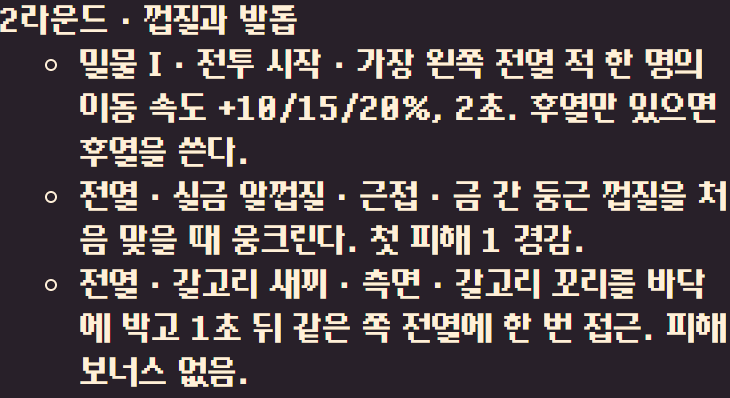 2라운드 · 껍질과 발톱
밀물 I · 전투 시작 · 가장 왼쪽 전열 적 한 명의
이동 속도 +10/15/20%, 2초. 후열만 있으면
후열을 쓴다.
전열 · 실금 알껍질 · 근접 · 금 간 둥근 껍질을 처
음 맞을 때 웅크린다. 첫 피해 1 경감.
전열 · 갈고리 새끼 · 측면 · 갈고리 꼬리를 바닥
에 박고 1초 뒤 같은 쪽 전열에 한 번 접근. 피해
보너스 없음.